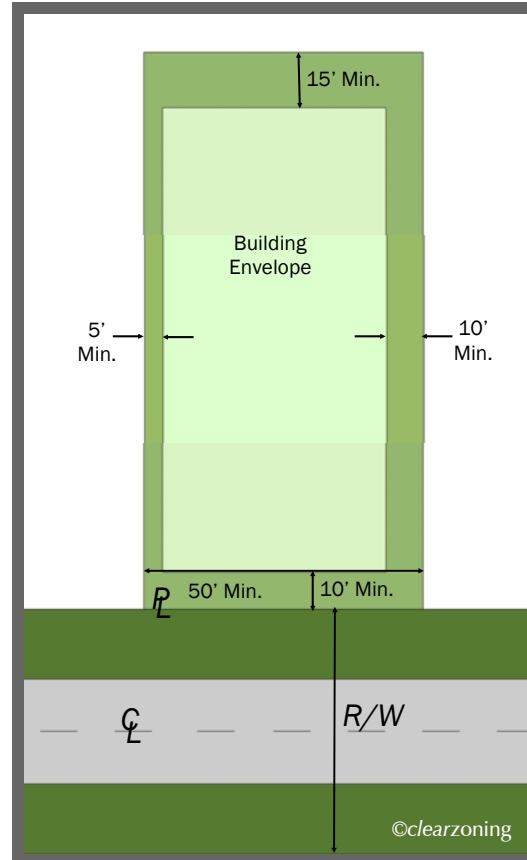 15’ Min.
Building
Envelope
5’
Min.
10’
Min.
50’ Min.
10’ Min.
PL
CL
R/W
©clearzoning